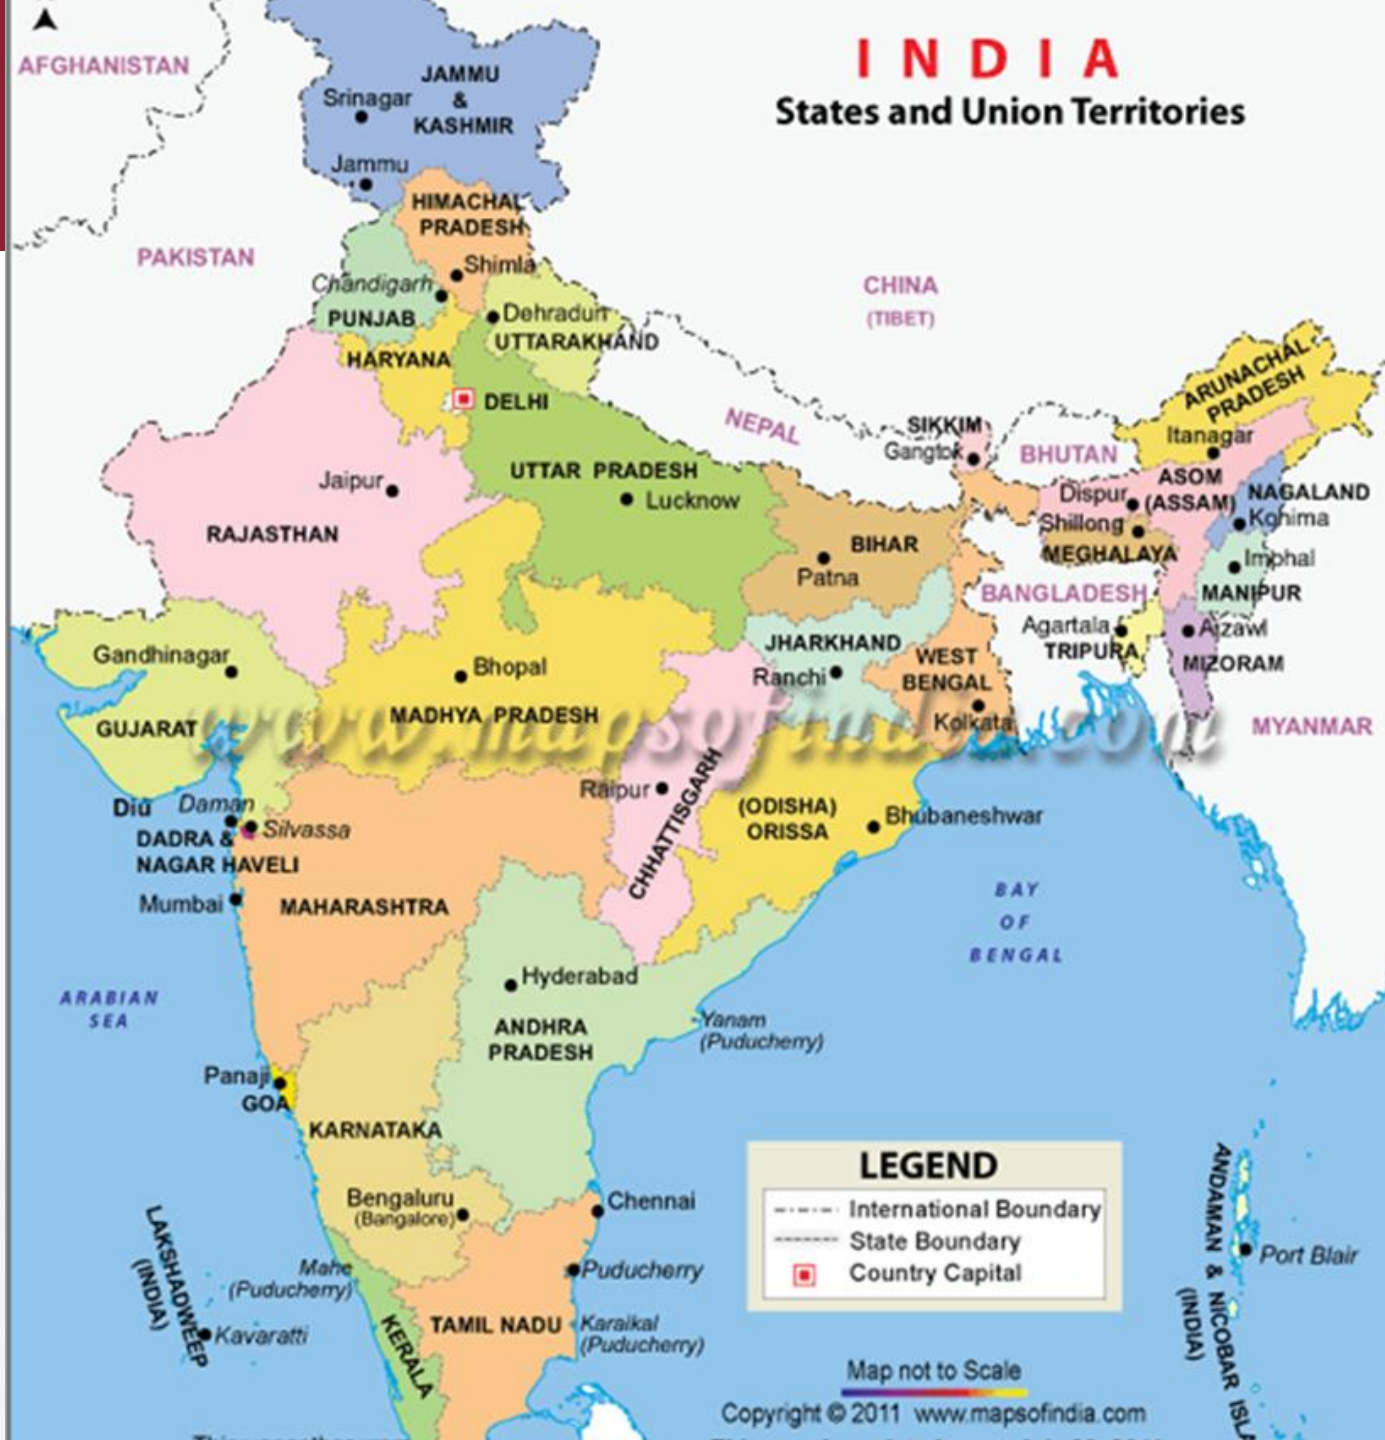 INDIA
States and Union Territories
AFGHANISTAN
PAKISTAN
CHINA
(TIBET)
NEPAL
BHUTAN
BANGLADESH
MYANMAR
JAMMU
&
KASHMIR
Srinagar
Jammu
HIMACHAL
PRADESH
Shimla
Chandigarh
PUNJAB
Dehradun
UTTARAKHAND
HARYANA
DELHI
UTTAR PRADESH
Lucknow
Jaipur
RAJASTHAN
SIKKIM
Gangtok
ARUNACHAL
PRADESH
Itanagar
ASOM
(ASSAM)
Dispur
NAGALAND
Kohima
Shillong
MEGHALAYA
Imphal
MANIPUR
Agartala
TRIPURA
Aizawl
MIZORAM
BIHAR
Patna
JHARKHAND
Ranchi
WEST
BENGAL
Kolkata
Gandhinagar
GUJARAT
Bhopal
MADHYA PRADESH
www.mapsofindia.com
Raipur
CHHATTISGARH
(ODISHA)
ORISSA
Bhubaneshwar
Diu
Daman
Silvassa
DADRA &
NAGAR HAVELI
Mumbai
MAHARASHTRA
BAY
OF
BENGAL
ARABIAN
SEA
Hyderabad
ANDHRA
PRADESH
Yanam
(Puducherry)
Panaji
GOA
KARNATAKA
Bengaluru
(Bangalore)
Chennai
Mahe
(Puducherry)
Puducherry
TAMIL NADU
Karaikal
(Puducherry)
KERALA
LAKSHADWEEP
(INDIA)
Kavaratti
LEGEND
International Boundary
State Boundary
Country Capital
ANDAMAN & NICOBAR
(INDIA)
Port Blair
Map not to Scale
Copyright © 2011 www.mapsofindia.com